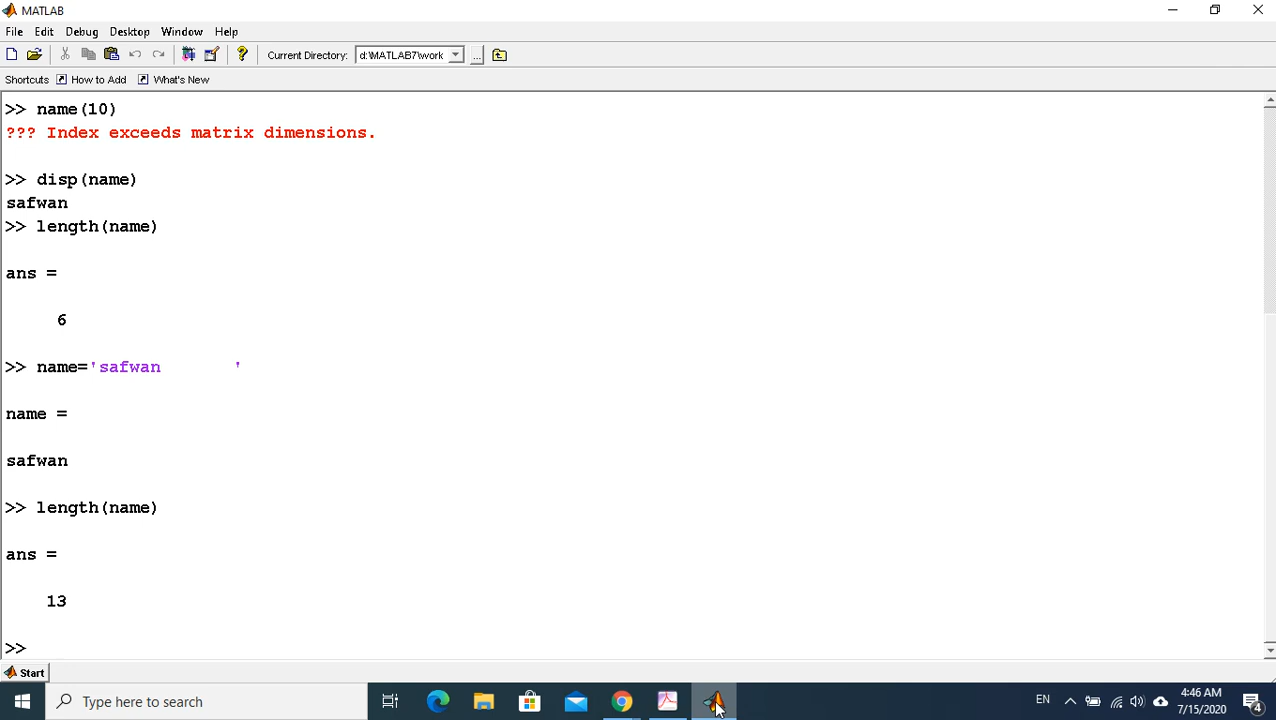 MATLAB
File Edit Debug Desktop Window Help
Current Directory: d:\MATLAB7\work ...
Shortcuts How to Add What's New
>> name(10)
??? Index exceeds matrix dimensions.
>> disp(name)
safwan
>> length(name)
ans =
6
>> name='safwan       '
name =
safwan
>> length(name)
ans =
13
>>
Start
Type here to search
EN
4:46 AM
7/15/2020
4